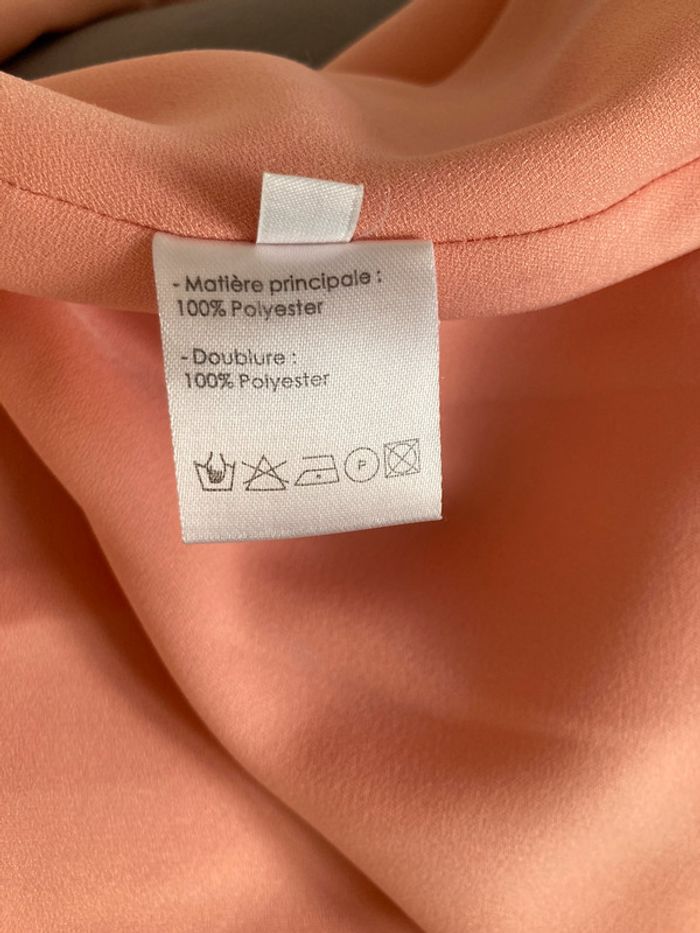 - Matière principale :
100% Polyester
- Doublure :
100% Polyester
P